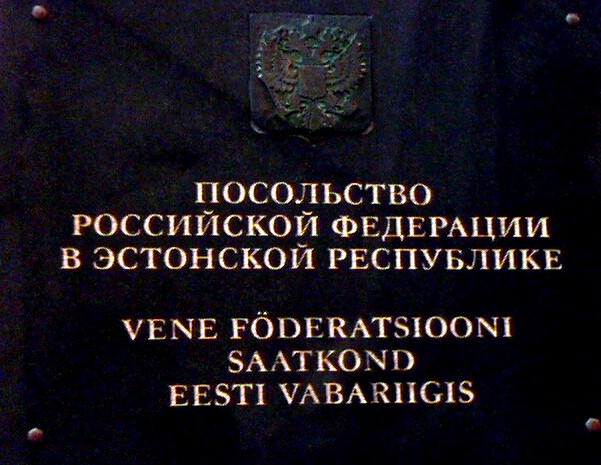 ПОСОЛЬСТВО
РОССИЙСКОЙ ФЕДЕРАЦИИ
В ЭСТОНСКОЙ РЕСПУБЛИКЕ
VENE FÖDERATSIOONI
SAATKOND
EESTI VABARIIGIS